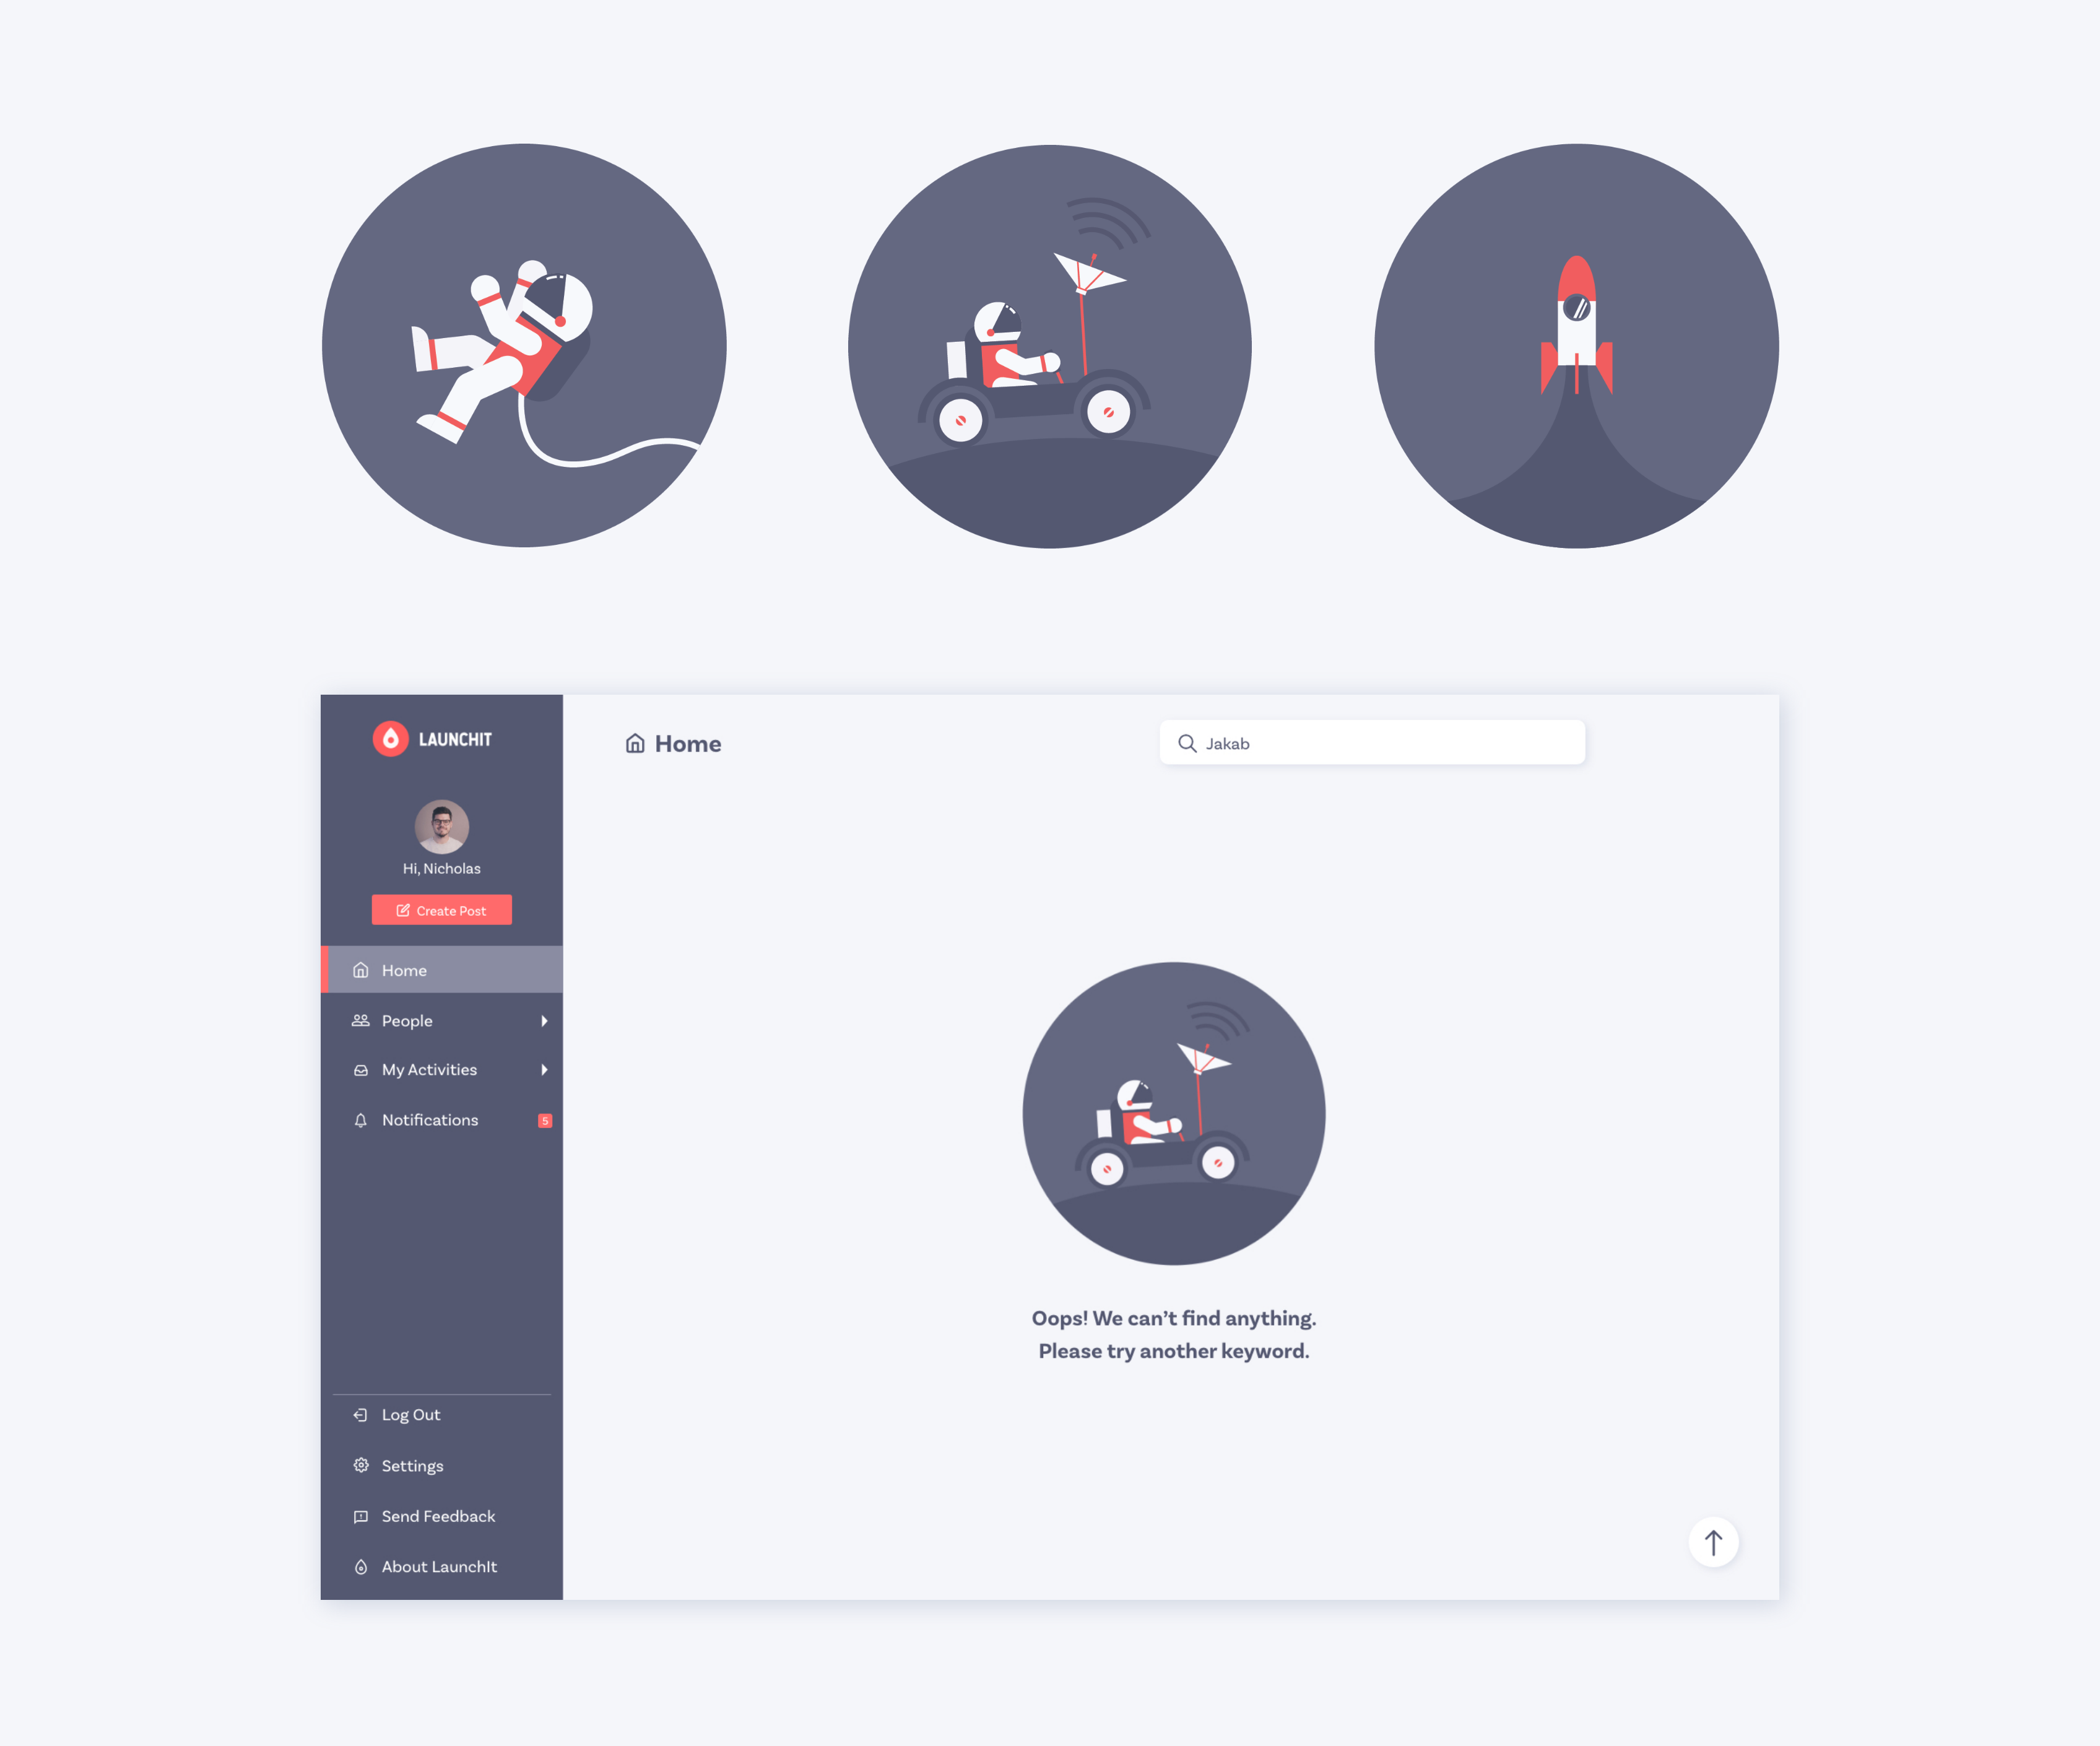 LAUNCHIT
Hi, Nicholas
Create Post
Home
People
My Activities
Notifications 5
Log Out
Settings
Send Feedback
About LaunchIt
Home
Jakab
Oops! We can’t find anything.
Please try another keyword.